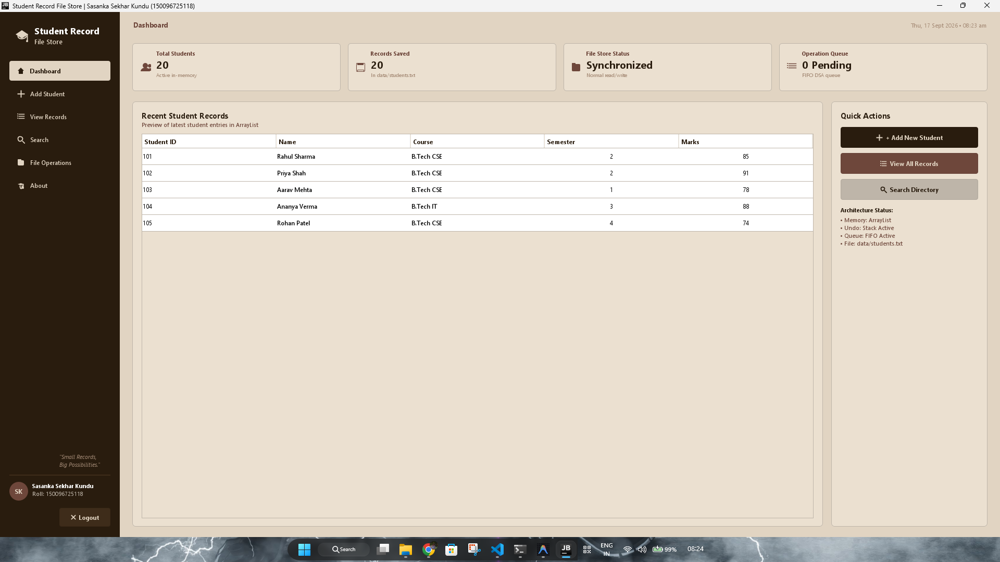 JB
Student Record File Store | Sasanka Sekhar Kundu (150096725118)
Student Record
File Store
Dashboard
Add Student
View Records
Search
File Operations
About
"Small Records,
Big Possibilities."
SK
Sasanka Sekhar Kundu
Roll: 150096725118
Logout
Dashboard
Thu, 17 Sept 2026 • 08:23 am
Total Students
20
Active in-memory
Records Saved
20
In data/students.txt
File Store Status
Synchronized
Normal read/write
Operation Queue
0 Pending
FIFO DSA queue
Recent Student Records
Preview of latest student entries in ArrayList
Student ID Name Course Semester Marks
101 Rahul Sharma B.Tech CSE 2 85
102 Priya Shah B.Tech CSE 2 91
103 Aarav Mehta B.Tech CSE 1 78
104 Ananya Verma B.Tech IT 3 88
105 Rohan Patel B.Tech CSE 4 74
Quick Actions
+ Add New Student
View All Records
Search Directory
Architecture Status:
• Memory: ArrayList
• Undo: Stack Active
• Queue: FIFO Active
• File: data/students.txt
Search
JB
ENG
IN
99%
08:24